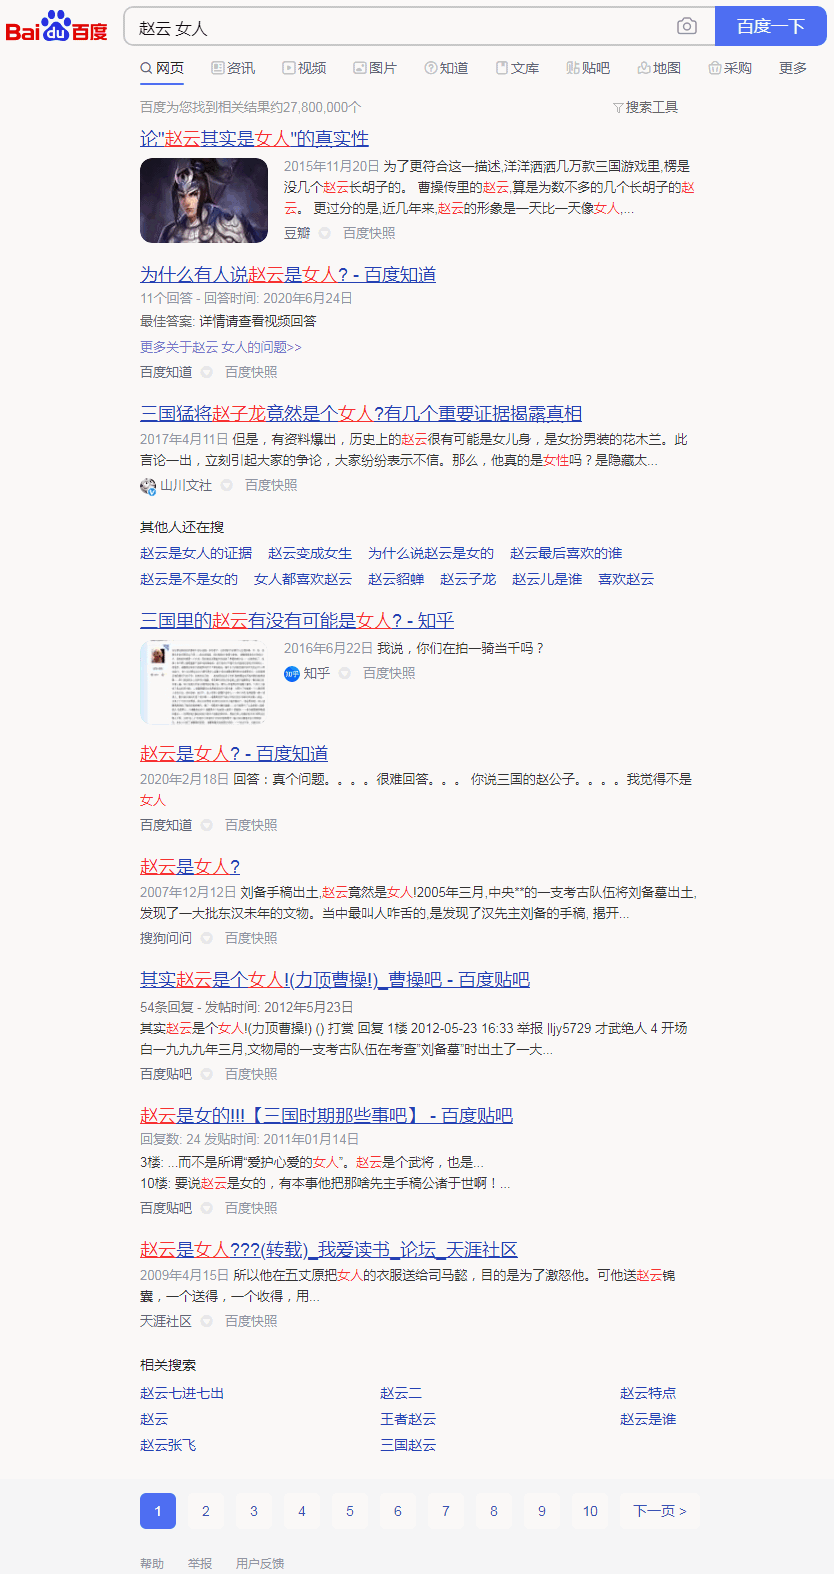 Bai du 百度
赵云 女人
百度一下
网页 资讯 视频 图片 知道 文库 贴吧 地图 采购 更多
百度为您找到相关结果约27,800,000个
搜索工具
论"赵云其实是女人"的真实性
2015年11月20日 为了更符合这一描述,洋洋洒洒几万款三国游戏里,楞是
没几个赵云长胡子的。 曹操传里的赵云,算是为数不多的几个长胡子的赵
云。 更过分的是,近几年来,赵云的形象是一天比一天像女人,...
豆瓣 百度快照
为什么有人说赵云是女人? - 百度知道
11个回答 - 回答时间: 2020年6月24日
最佳答案: 详情请查看视频回答
更多关于赵云 女人的问题>>
百度知道 百度快照
三国猛将赵子龙竟然是个女人?有几个重要证据揭露真相
2017年4月11日 但是，有资料爆出，历史上的赵云很有可能是女儿身，是女扮男装的花木兰。此
言论一出，立刻引起大家的争论，大家纷纷表示不信。那么，他真的是女性吗？是隐藏太...
山川文社 百度快照
其他人还在搜
赵云是女人的证据 赵云变成女生 为什么说赵云是女的 赵云最后喜欢的谁
赵云是不是女的 女人都喜欢赵云 赵云貂蝉 赵云子龙 赵云儿是谁 喜欢赵云
三国里的赵云有没有可能是女人? - 知乎
2016年6月22日 我说，你们在拍一骑当千吗？
知乎 知乎 百度快照
赵云是女人? - 百度知道
2020年2月18日 回答：真个问题。。。。很难回答。。。 你说三国的赵公子。。。。我觉得不是
女人
百度知道 百度快照
赵云是女人?
2007年12月12日 刘备手稿出土,赵云竟然是女人!2005年三月,中央**的一支考古队伍将刘备墓出土,
发现了一大批东汉末年的文物。当中最叫人咋舌的,是发现了汉先主刘备的手稿, 揭开...
搜狗问问 百度快照
其实赵云是个女人!(力顶曹操!)_曹操吧 - 百度贴吧
54条回复 - 发帖时间: 2012年5月23日
其实赵云是个女人!(力顶曹操!) () 打赏 回复 1楼 2012-05-23 16:33 举报 |ljy5729 才武绝人 4 开场
白一九九九年三月,文物局的一支考古队伍在考查"刘备墓"时出土了一大...
百度贴吧 百度快照
赵云是女的!!!【三国时期那些事吧】 - 百度贴吧
回复数: 24 发贴时间: 2011年01月14日
3楼: ...而不是所谓“爱护心爱的女人”。赵云是个武将，也是...
10楼: 要说赵云是女的，有本事他把那啥先主手稿公诸于世啊！...
百度贴吧 百度快照
赵云是女人???(转载)_我爱读书_论坛_天涯社区
2009年4月15日 所以他在五丈原把女人的衣服送给司马懿，目的是为了激怒他。可他送赵云锦
囊，一个送得，一个收得，用...
天涯社区 百度快照
相关搜索
赵云七进七出 赵云二 赵云特点
赵云 王者赵云 赵云是谁
赵云张飞 三国赵云
1 2 3 4 5 6 7 8 9 10 下一页 >
帮助 举报 用户反馈